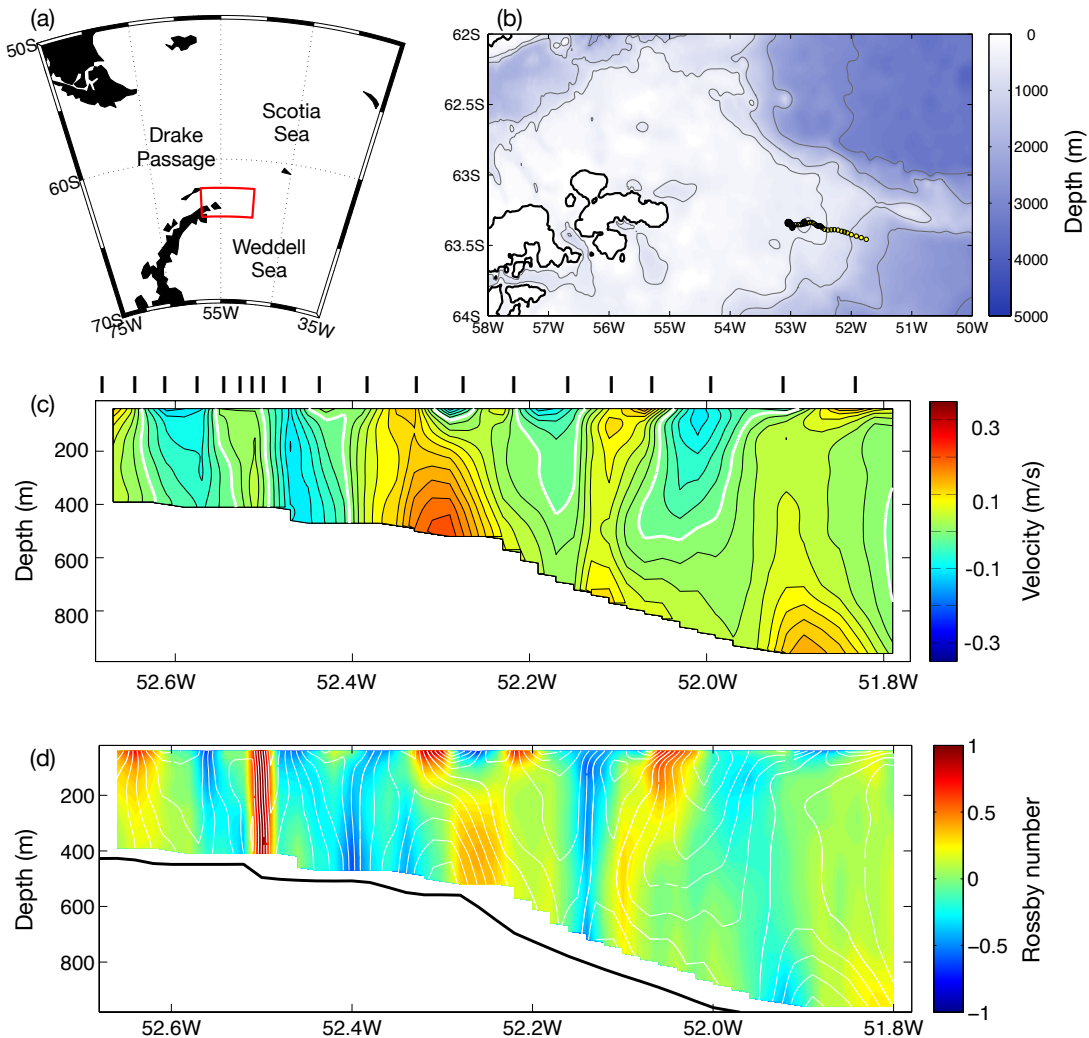 (a)
50S
60S
70S
75W
55W
35W
Drake
Passage
Scotia
Sea
Weddell
Sea
(b)
62S
62.5S
63S
63.5S
64S
58W 57W 56W 55W 54W 53W 52W 51W 50W
0
1000
2000
3000
4000
5000
Depth (m)
(c)
200
400
600
800
Depth (m)
52.6W 52.4W 52.2W 52.0W 51.8W
0.3
0.1
-0.1
-0.3
Velocity (m/s)
(d)
200
400
600
800
Depth (m)
52.6W 52.4W 52.2W 52.0W 51.8W
1
0.5
0
−0.5
−1
Rossby number